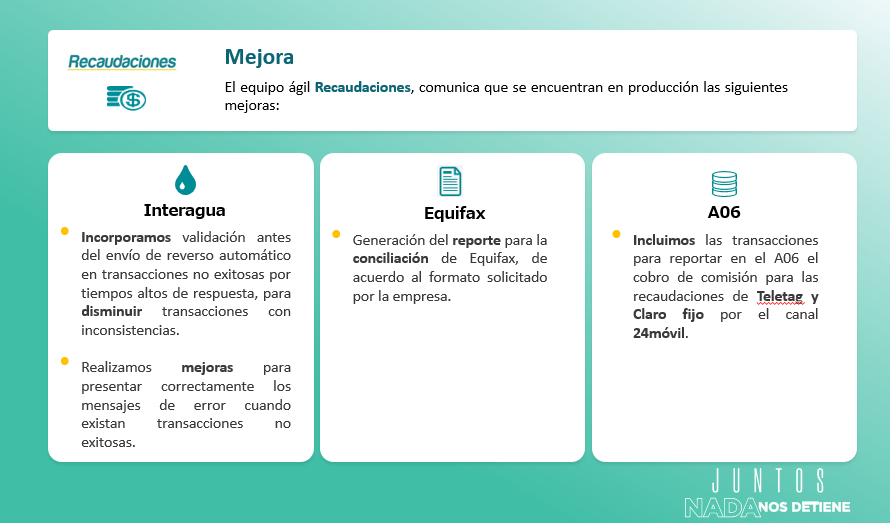 Recaudaciones
Mejora
El equipo ágil Recaudaciones, comunica que se encuentran en producción las siguientes
mejoras:
Interagua
Incorporamos validación antes
del envío de reverso automático
en transacciones no exitosas por
tiempos altos de respuesta, para
disminuir transacciones con
inconsistencias.
Realizamos mejoras para
presentar correctamente los
mensajes de error cuando
existan transacciones no
exitosas.
Equifax
Generación del reporte para la
conciliación de Equifax, de
acuerdo al formato solicitado
por la empresa.
A06
Incluimos las transacciones
para reportar en el A06 el
cobro de comisión para las
recaudaciones de Teletag y
Claro fijo por el canal
24móvil.
JUNTOS
NADA NOS DETIENE